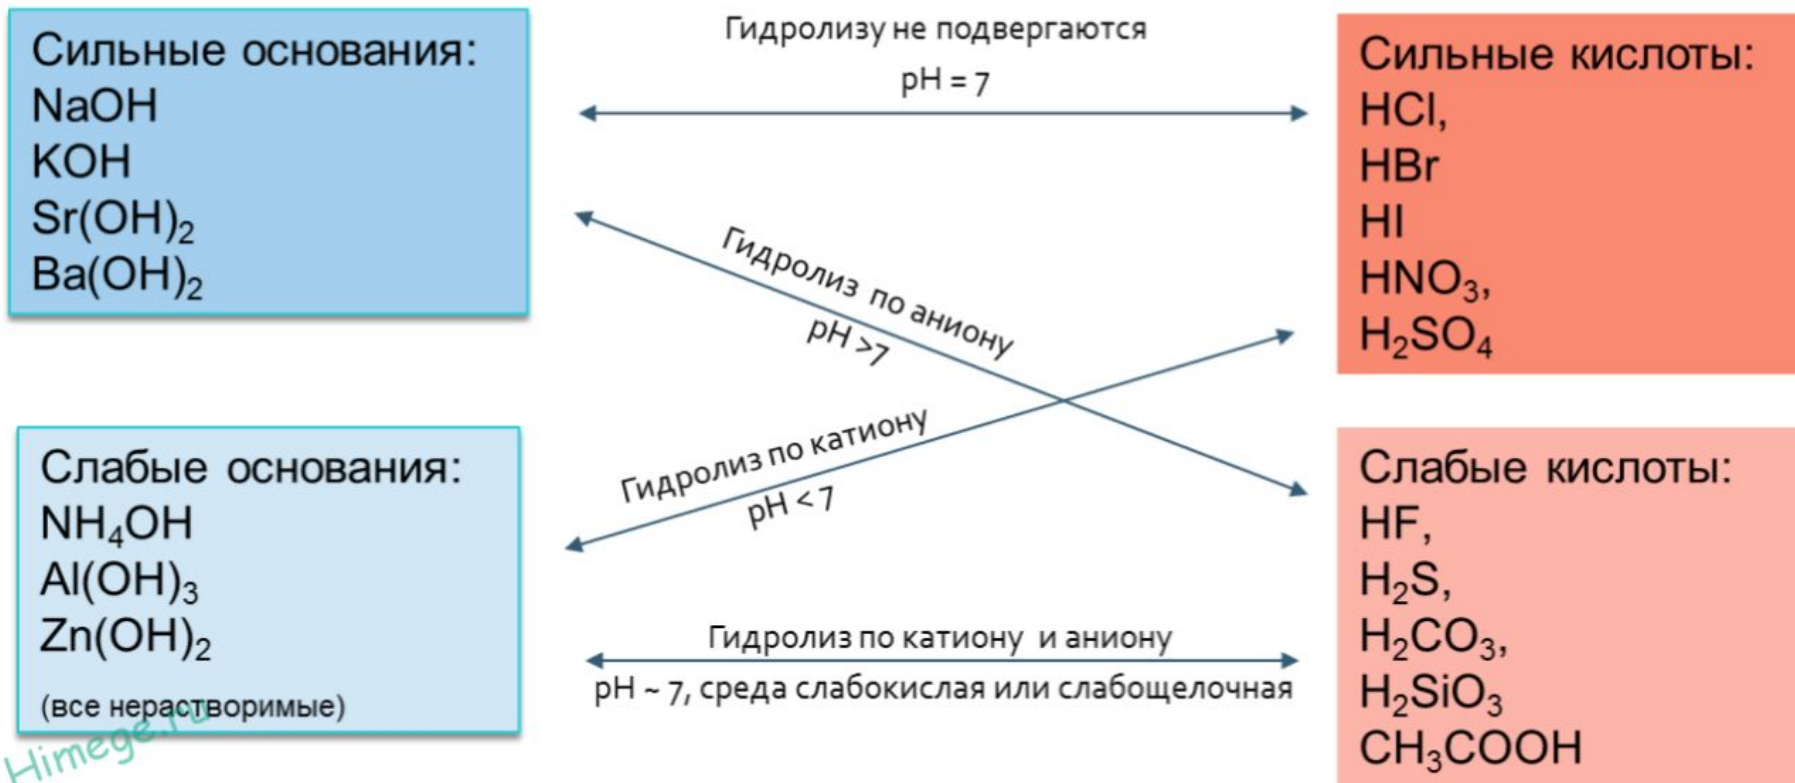 Сильные основания:
NaOH
KOH
Sr(OH)₂
Ba(OH)₂
Гидролизу не подвергаются
pH = 7
Сильные кислоты:
HCl,
HBr
HI
HNO₃,
H₂SO₄
Гидролиз по аниону
pH >7
Гидролиз по катиону
pH < 7
Слабые основания:
NH₄OH
Al(OH)₃
Zn(OH)₂
(все нерастворимые)
Гидролиз по катиону и аниону
pH ~ 7, среда слабокислая или слабощелочная
Слабые кислоты:
HF,
H₂S,
H₂CO₃,
H₂SiO₃
CH₃COOH
Himege.ru